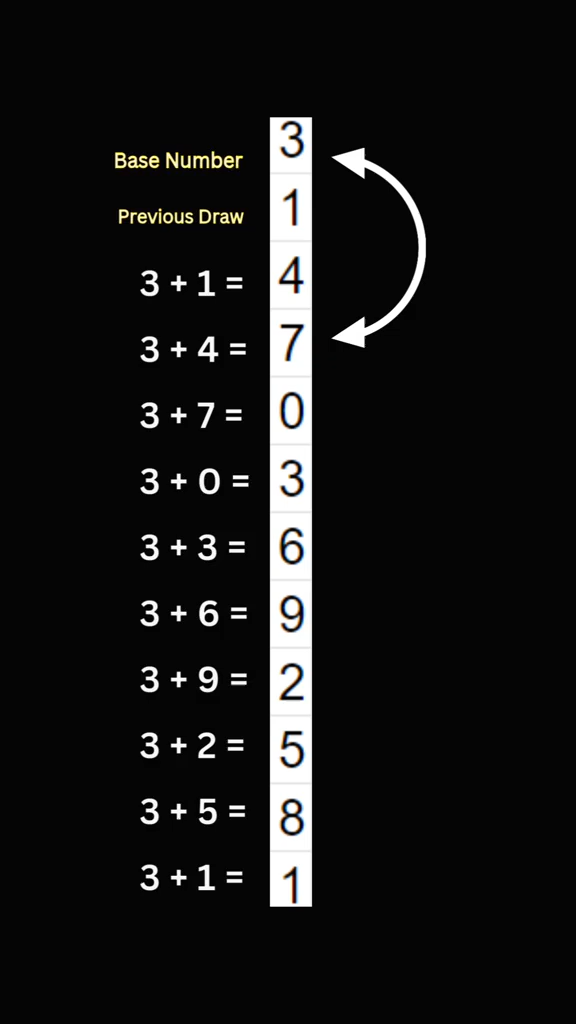 Base Number 3
Previous Draw 1
3 + 1 = 4
3 + 4 = 7
3 + 7 = 0
3 + 0 = 3
3 + 3 = 6
3 + 6 = 9
3 + 9 = 2
3 + 2 = 5
3 + 5 = 8
3 + 1 = 1